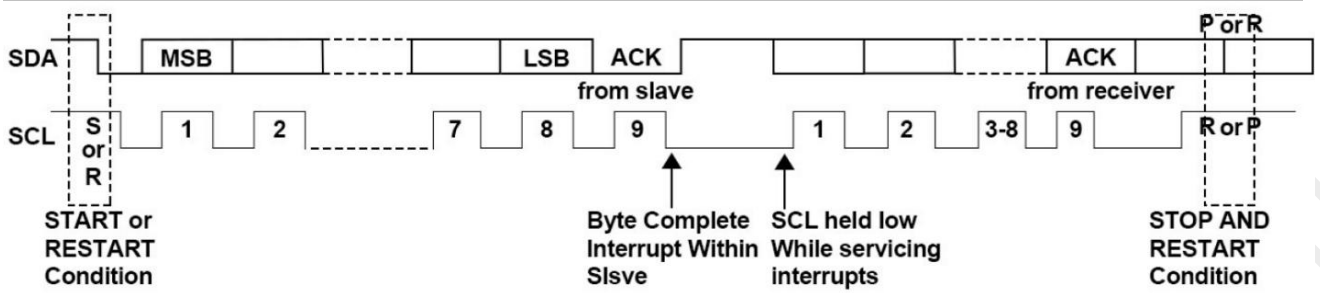 P or R
SDA MSB LSB ACK ACK
from slave from receiver
SCL S or R 1 2 7 8 9 1 2 3-8 9 R or P
START or
RESTART
Condition
Byte Complete
Interrupt Within
Slsve
SCL held low
While servicing
interrupts
STOP AND
RESTART
Condition